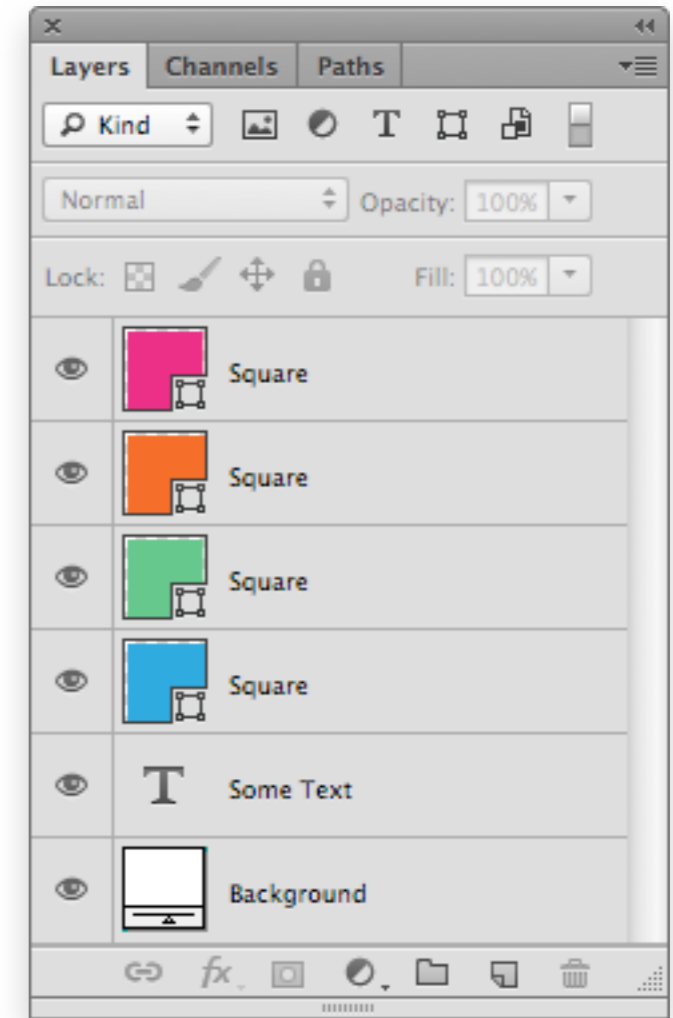 Layers Channels Paths
Kind
Normal Opacity: 100%
Lock: Fill: 100%
Square
Square
Square
Square
T Some Text
Background
fx